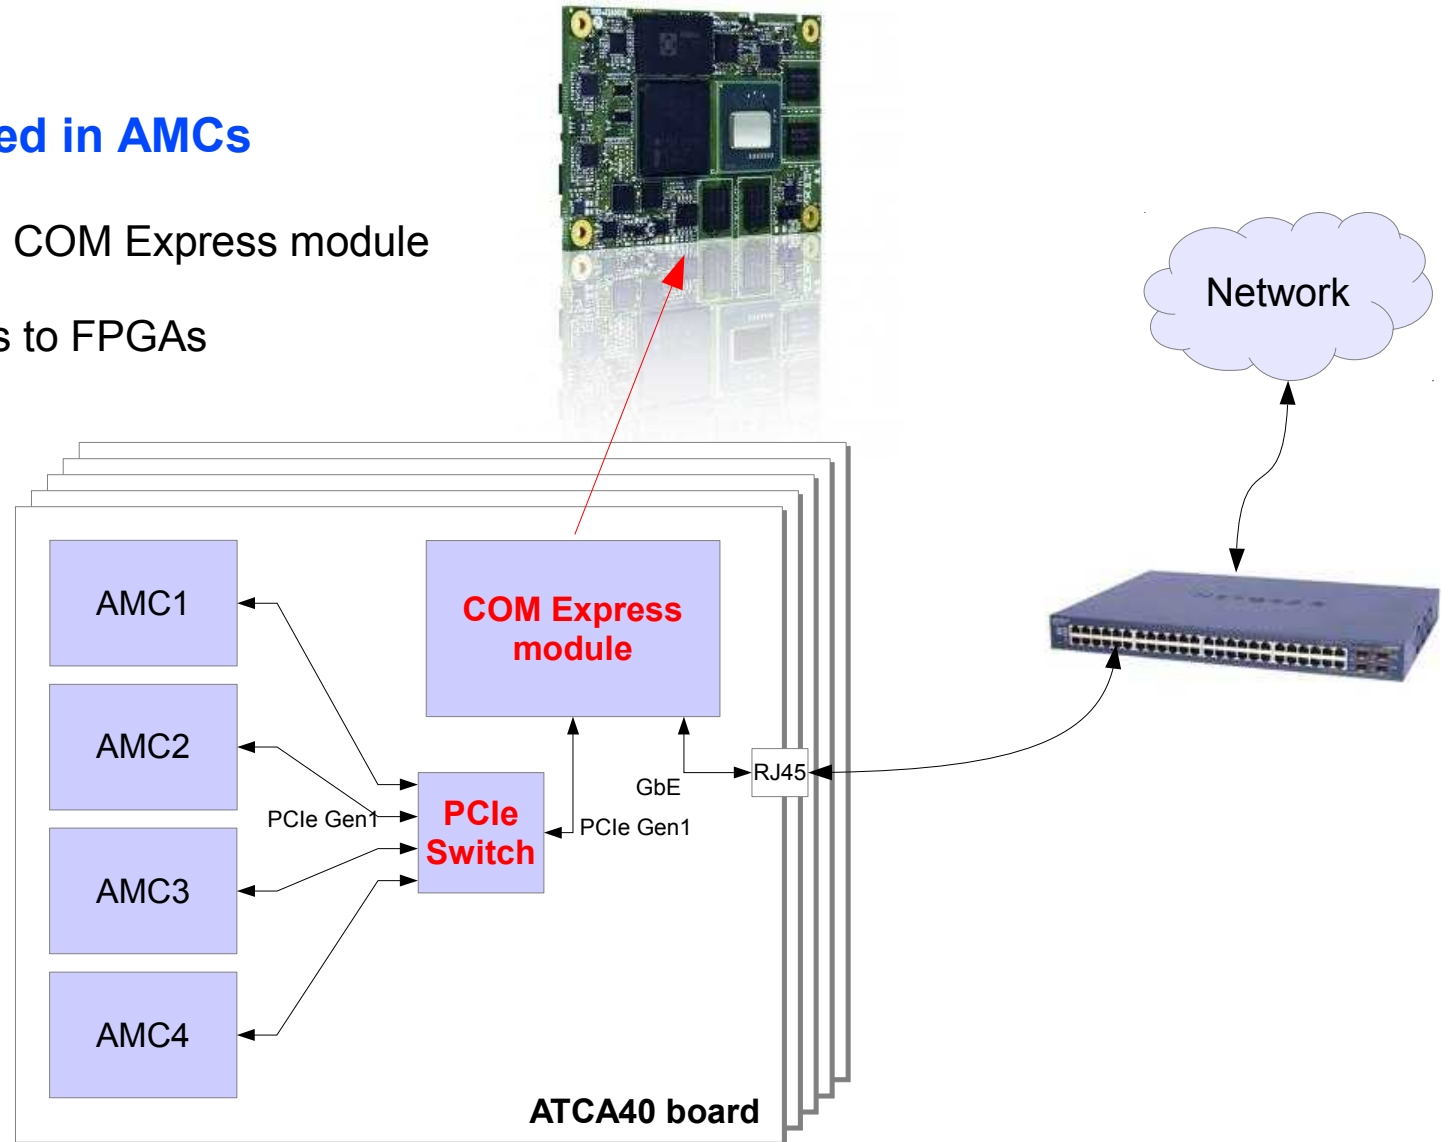 ed in AMCs
COM Express module
s to FPGAs
Network
AMC1
COM Express
module
AMC2
RJ45
GbE
PCIe Gen1
PCIe
Switch
PCIe Gen1
AMC3
AMC4
ATCA40 board